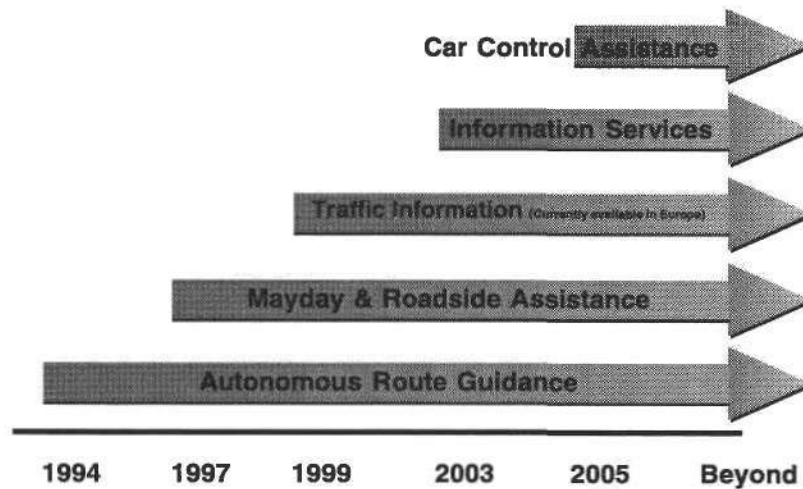 Car Control Assistance
Information Services
Traffic Information (Currently available in Europe)
Mayday & Roadside Assistance
Autonomous Route Guidance
1994 1997 1999 2003 2005 Beyond